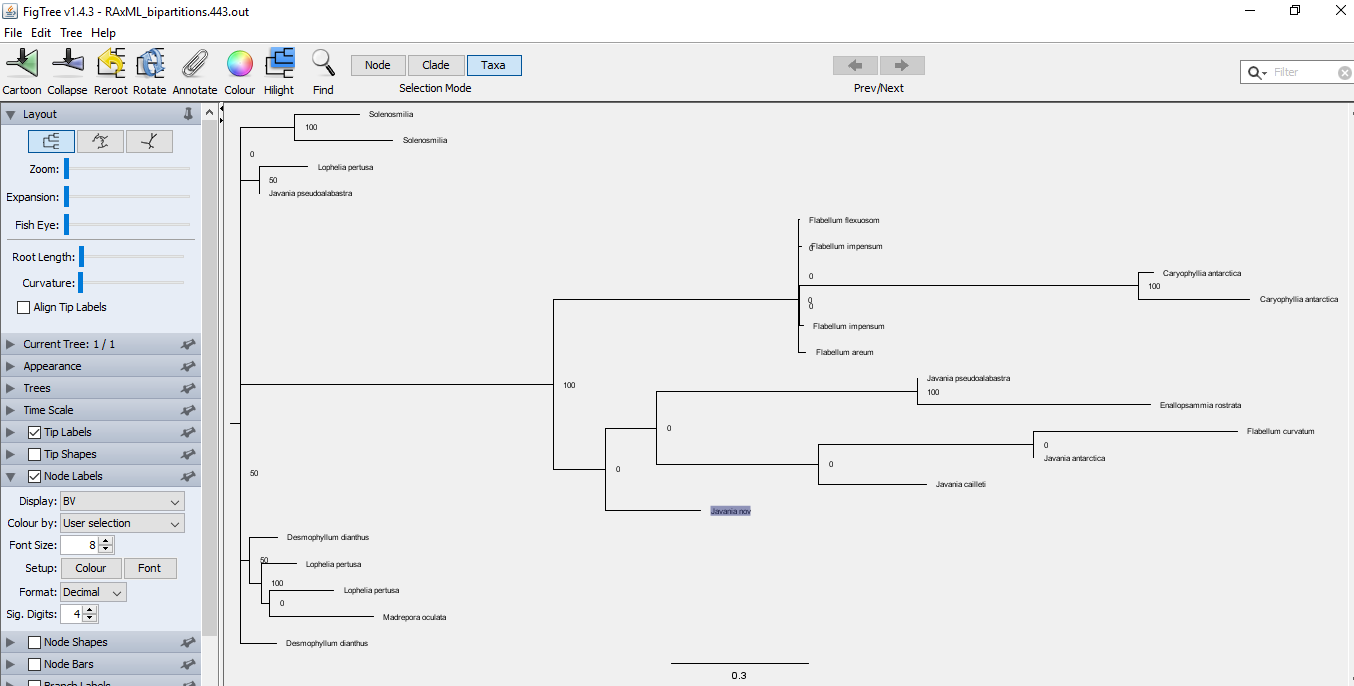 FigTree v1.4.3 - RAxML_bipartitions.443.out
File Edit Tree Help
Node Clade Taxa
Filter
Cartoon Collapse Reroot Rotate Annotate Colour Hilight Find Selection Mode Prev/Next
Layout
Zoom:
Expansion:
Fish Eye:
Root Length:
Curvature:
Align Tip Labels
Current Tree: 1 / 1
Appearance
Trees
Time Scale
Tip Labels
Tip Shapes
Node Labels
Display: BV
Colour by: User selection
Font Size: 8
Setup: Colour Font
Format: Decimal
Sig. Digits: 4
Node Shapes
Node Bars
Branch Labels
Solenosmilia
100
Solenosmilia
0
Lophelia pertusa
50
Javania pseudoalabastra
Flabellum flexuosom
0 Flabellum impensum
0
Caryophyllia antarctica
100
Caryophyllia antarctica
0
0
Flabellum impensum
Flabellum areum
Javania pseudoalabastra
100
100
Enallopsammia rostrata
0
Flabellum curvatum
0
Javania antarctica
0
0
50
Javania cailleti
Javania nov
Desmophyllum dianthus
50
Lophelia pertusa
100
Lophelia pertusa
0
Madrepora oculata
Desmophyllum dianthus
0.3